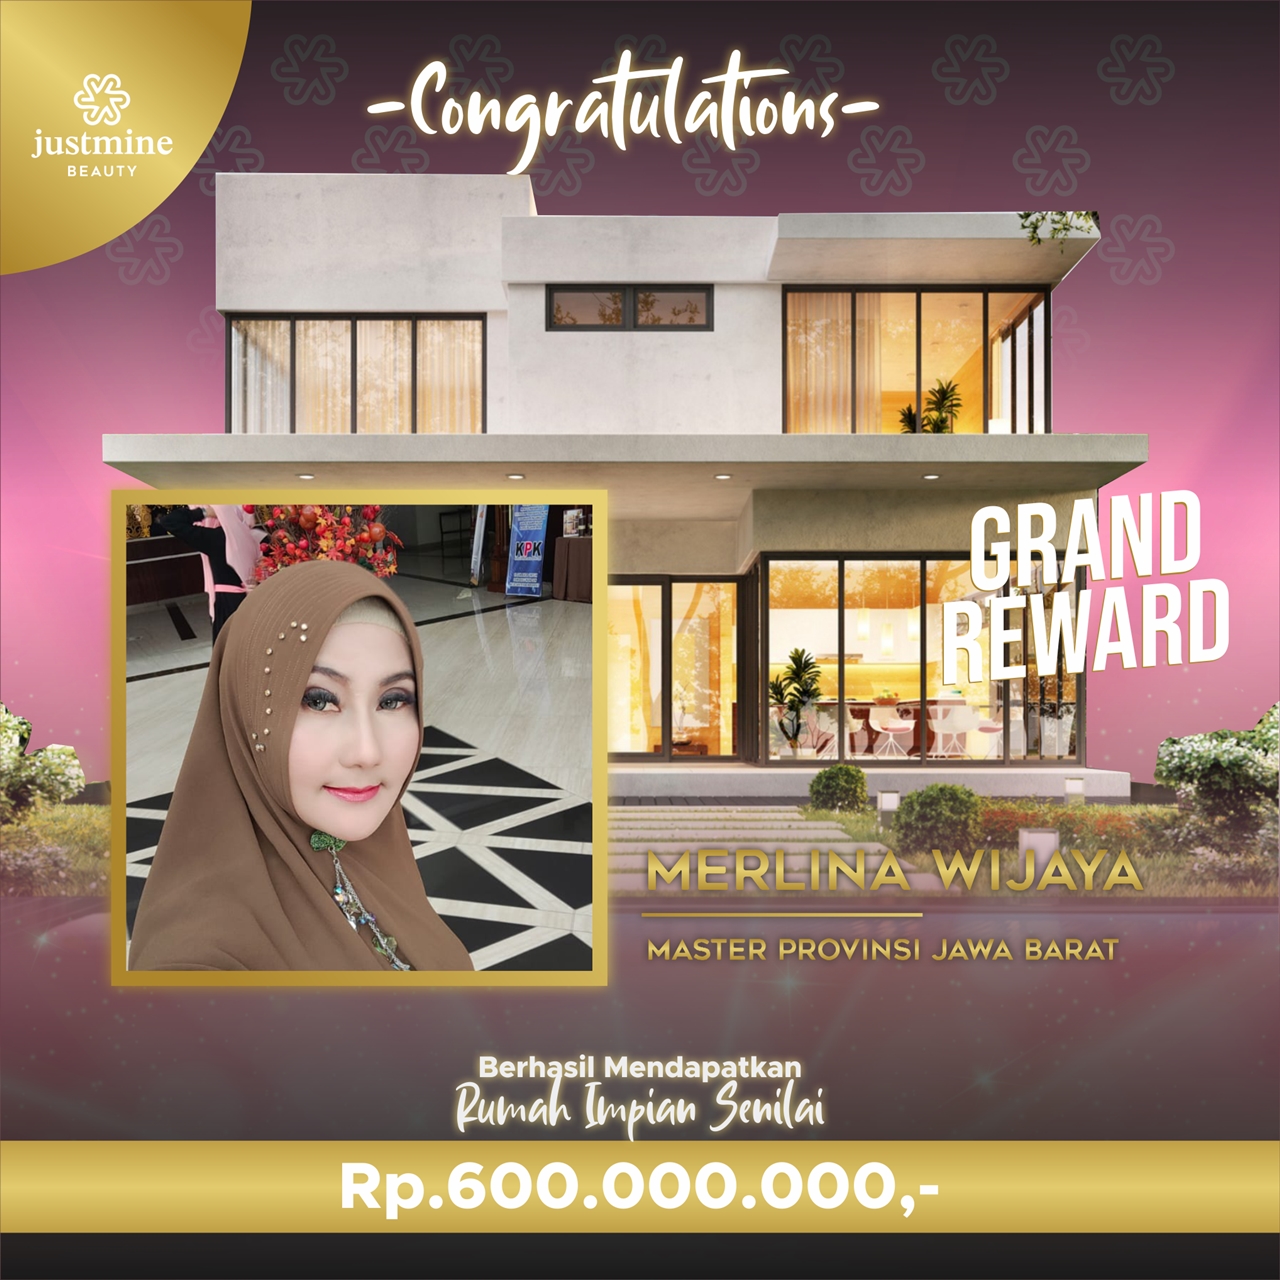 justmine
BEAUTY
-Congratulations-
KPK
GRAND
REWARD
MERLINA WIJAYA
MASTER PROVINSI JAWA BARAT
Berhasil Mendapatkan
Rumah Impian Senilai
Rp.600.000.000,-